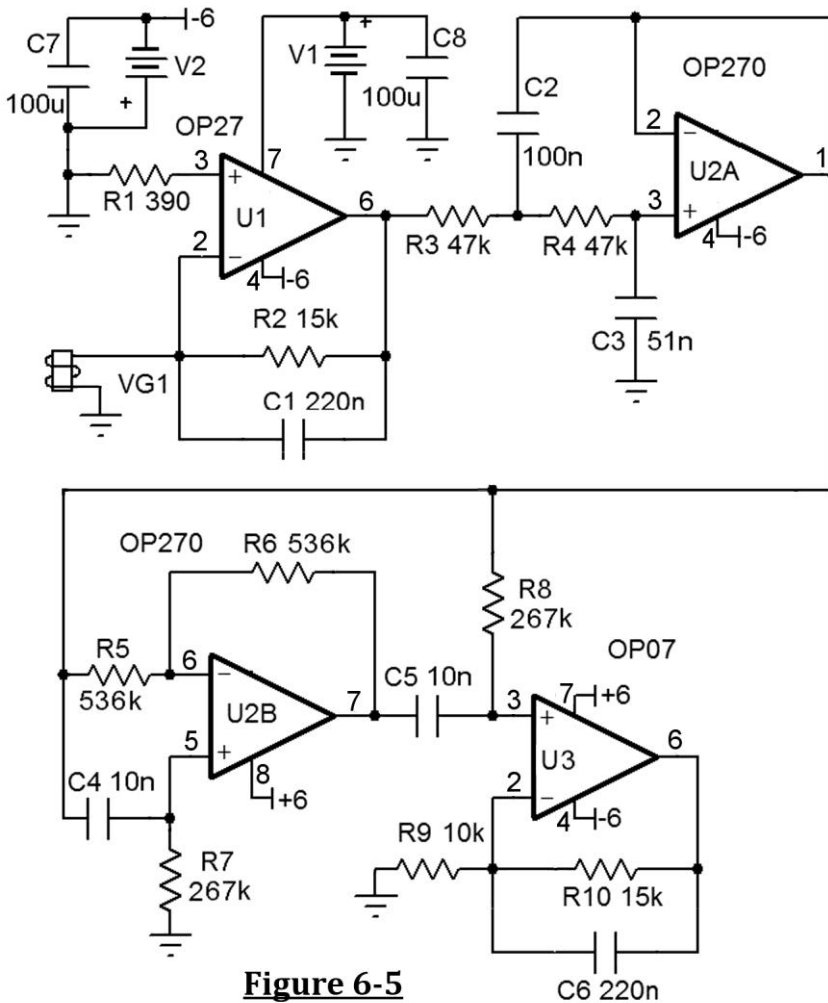 -6
C7
V2
100u
+
V1
+
C8
100u
C2
100n
OP270
OP27
3
7
+
R1 390
U1
6
2
−
4
-6
R3 47k
R4 47k
2
−
U2A
1
3
+
4
-6
R2 15k
C3
51n
VG1
C1 220n
OP270
R6 536k
R8
267k
OP07
R5
536k
6
−
U2B
7
5
+
8
+6
C5 10n
3
7
+6
+
U3
6
2
−
4
-6
C4 10n
R7
267k
R9 10k
R10 15k
C6 220n
Figure 6-5